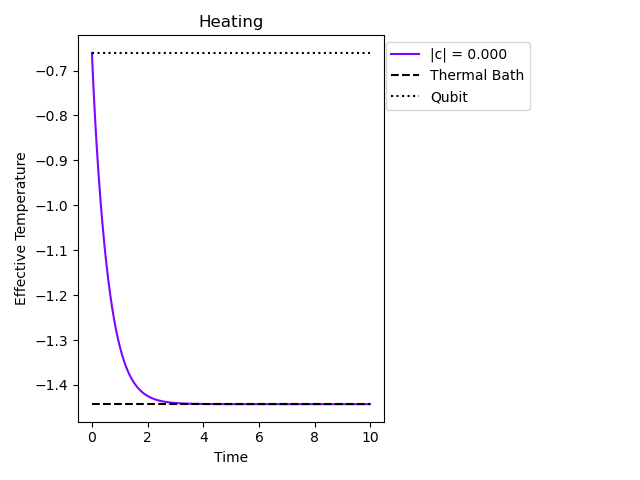 Heating
|c| = 0.000
Thermal Bath
Qubit
Effective Temperature
−0.7
−0.8
−0.9
−1.0
−1.1
−1.2
−1.3
−1.4
0 2 4 6 8 10
Time